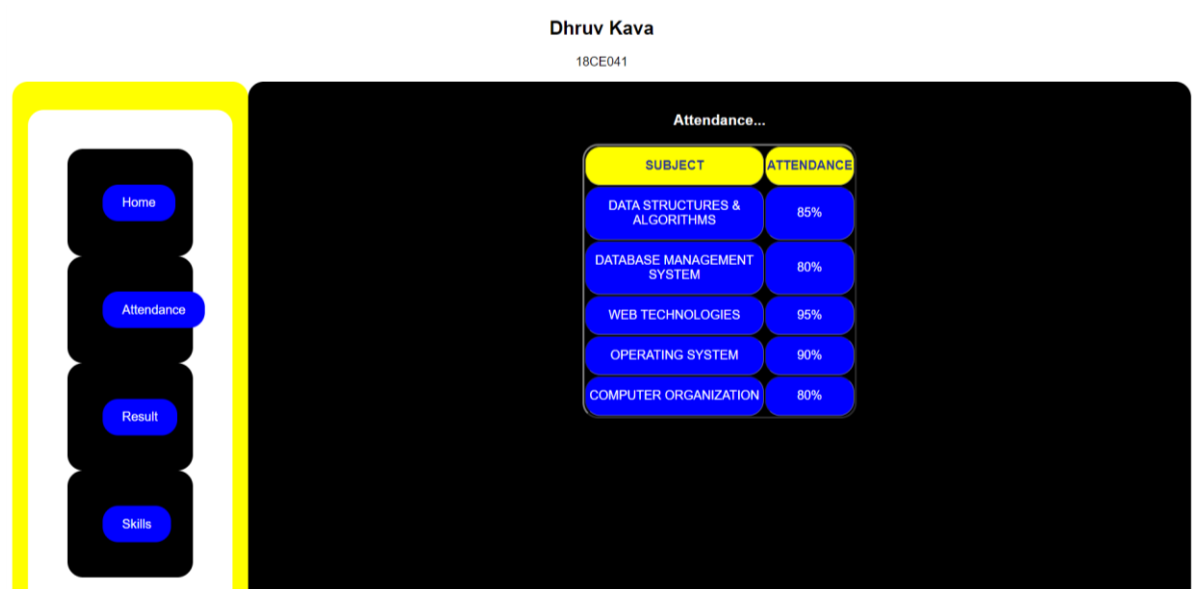 Dhruv Kava
18CE041
Home
Attendance
Result
Skills
Attendance...
SUBJECT ATTENDANCE
DATA STRUCTURES &
ALGORITHMS 85%
DATABASE MANAGEMENT
SYSTEM 80%
WEB TECHNOLOGIES 95%
OPERATING SYSTEM 90%
COMPUTER ORGANIZATION 80%